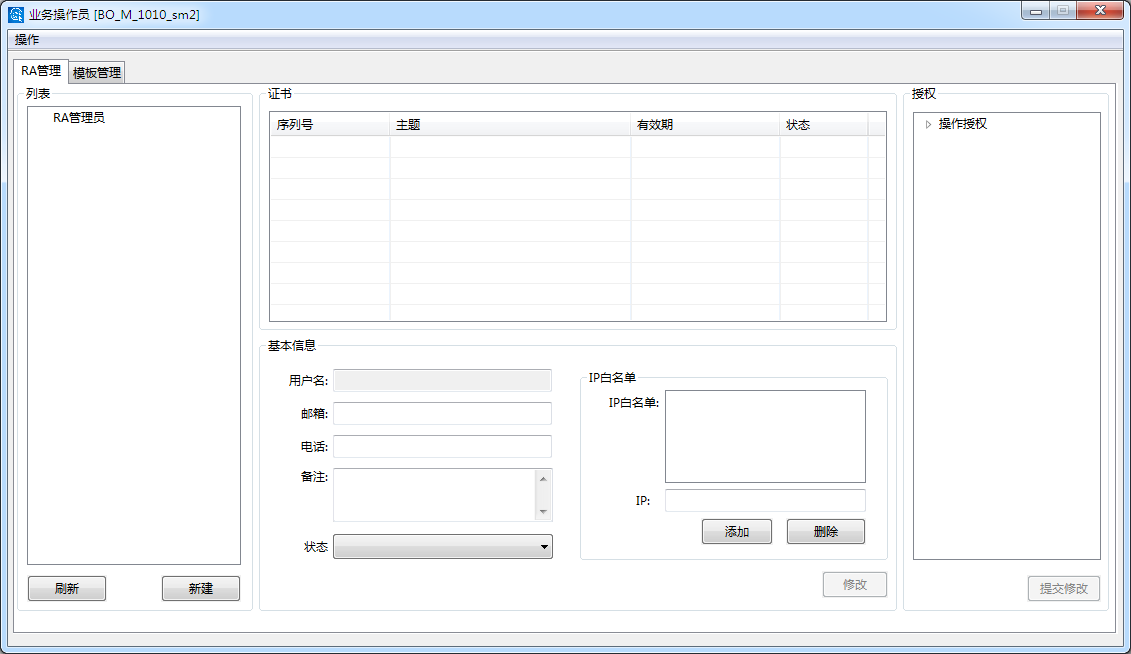 业务操作员 [BO_M_1010_sm2]
操作
RA管理 模板管理
列表
RA管理员
刷新 新建
证书
序列号 主题 有效期 状态
基本信息
用户名:
邮箱:
电话:
备注:
状态
IP白名单
IP白名单:
IP:
添加 删除
修改
授权
操作授权
提交修改